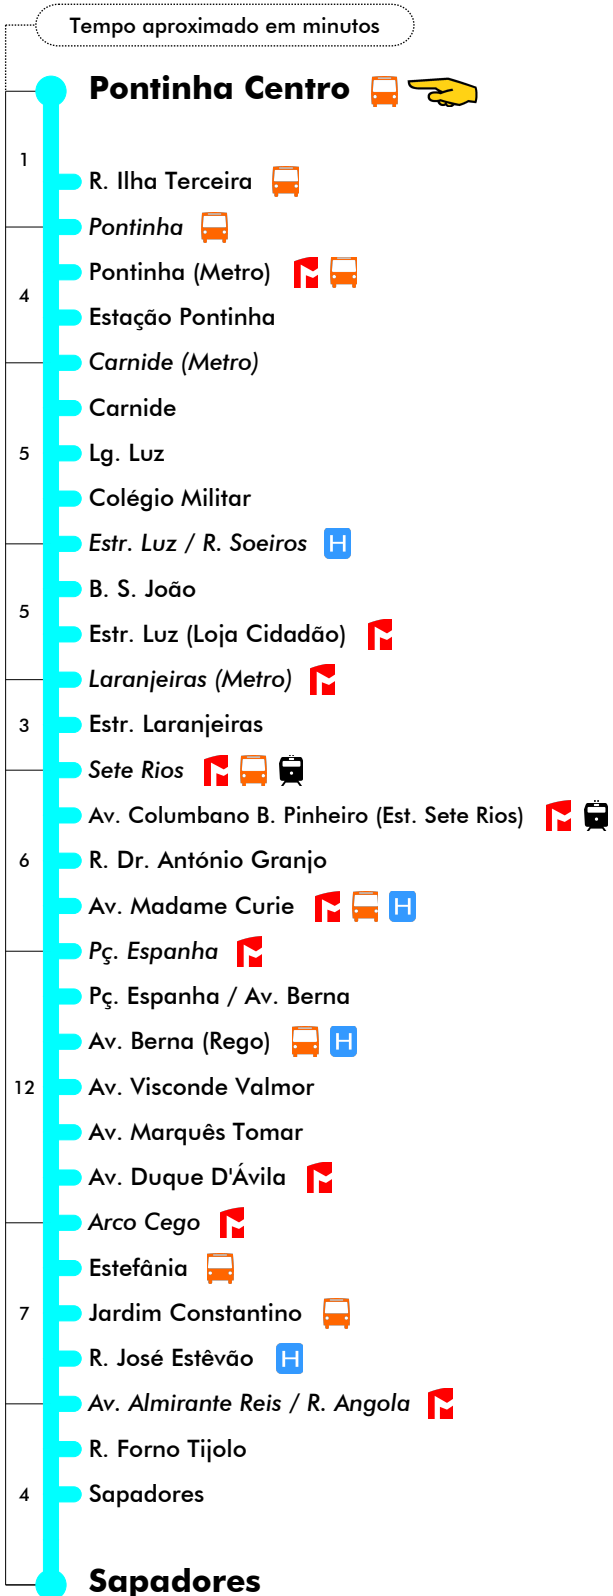 Tempo aproximado em minutos
Pontinha Centro
1
R. Ilha Terceira
Pontinha
Pontinha (Metro)
4
Estação Pontinha
Carnide (Metro)
Carnide
5
Lg. Luz
Colégio Militar
Estr. Luz / R. Soeiros H
B. S. João
5
Estr. Luz (Loja Cidadão)
Laranjeiras (Metro)
3
Estr. Laranjeiras
Sete Rios
Av. Columbano B. Pinheiro (Est. Sete Rios)
6
R. Dr. António Granjo
Av. Madame Curie H
Pç. Espanha
Pç. Espanha / Av. Berna
Av. Berna (Rego) H
12
Av. Visconde Valmor
Av. Marquês Tomar
Av. Duque D'Ávila
Arco Cego
Estefânia
7
Jardim Constantino
R. José Estêvão H
Av. Almirante Reis / R. Angola
R. Forno Tijolo
4
Sapadores
Sapadores